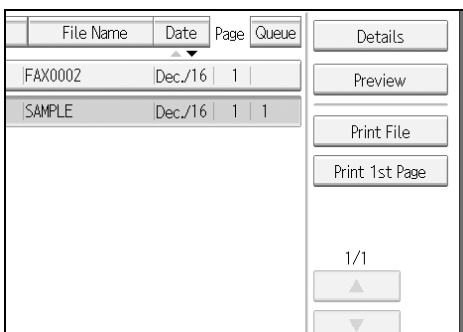 File Name Date Page Queue
FAX0002 Dec./16 1
SAMPLE Dec./16 1 1
Details
Preview
Print File
Print 1st Page
1/1